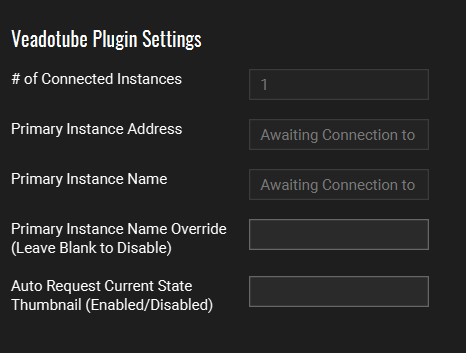 Veadotube Plugin Settings
# of Connected Instances
1
Primary Instance Address
Awaiting Connection to
Primary Instance Name
Awaiting Connection to
Primary Instance Name Override
(Leave Blank to Disable)
Auto Request Current State
Thumbnail (Enabled/Disabled)